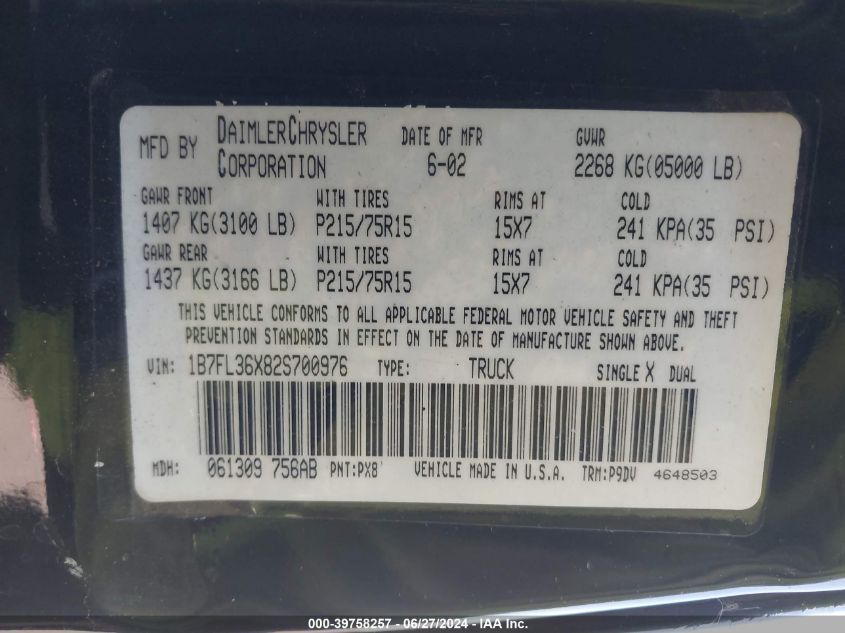 MFD BY DAIMLERCHRYSLER CORPORATION DATE OF MFR 6-02 GVWR 2268 KG(05000 LB)
GAWR FRONT WITH TIRES RIMS AT COLD
1407 KG(3100 LB) P215/75R15 15X7 241 KPA(35 PSI)
GAWR REAR WITH TIRES RIMS AT COLD
1437 KG(3166 LB) P215/75R15 15X7 241 KPA(35 PSI)
THIS VEHICLE CONFORMS TO ALL APPLICABLE FEDERAL MOTOR VEHICLE SAFETY AND THEFT
PREVENTION STANDARDS IN EFFECT ON THE DATE OF MANUFACTURE SHOWN ABOVE.
VIN: 1B7FL36X82S700976 TYPE: TRUCK SINGLE X DUAL
MDH: 061309 756AB PNT:PX8 VEHICLE MADE IN U.S.A. TRM:P9DV 4648503
000-39758257 - 06/27/2024 - IAA Inc.